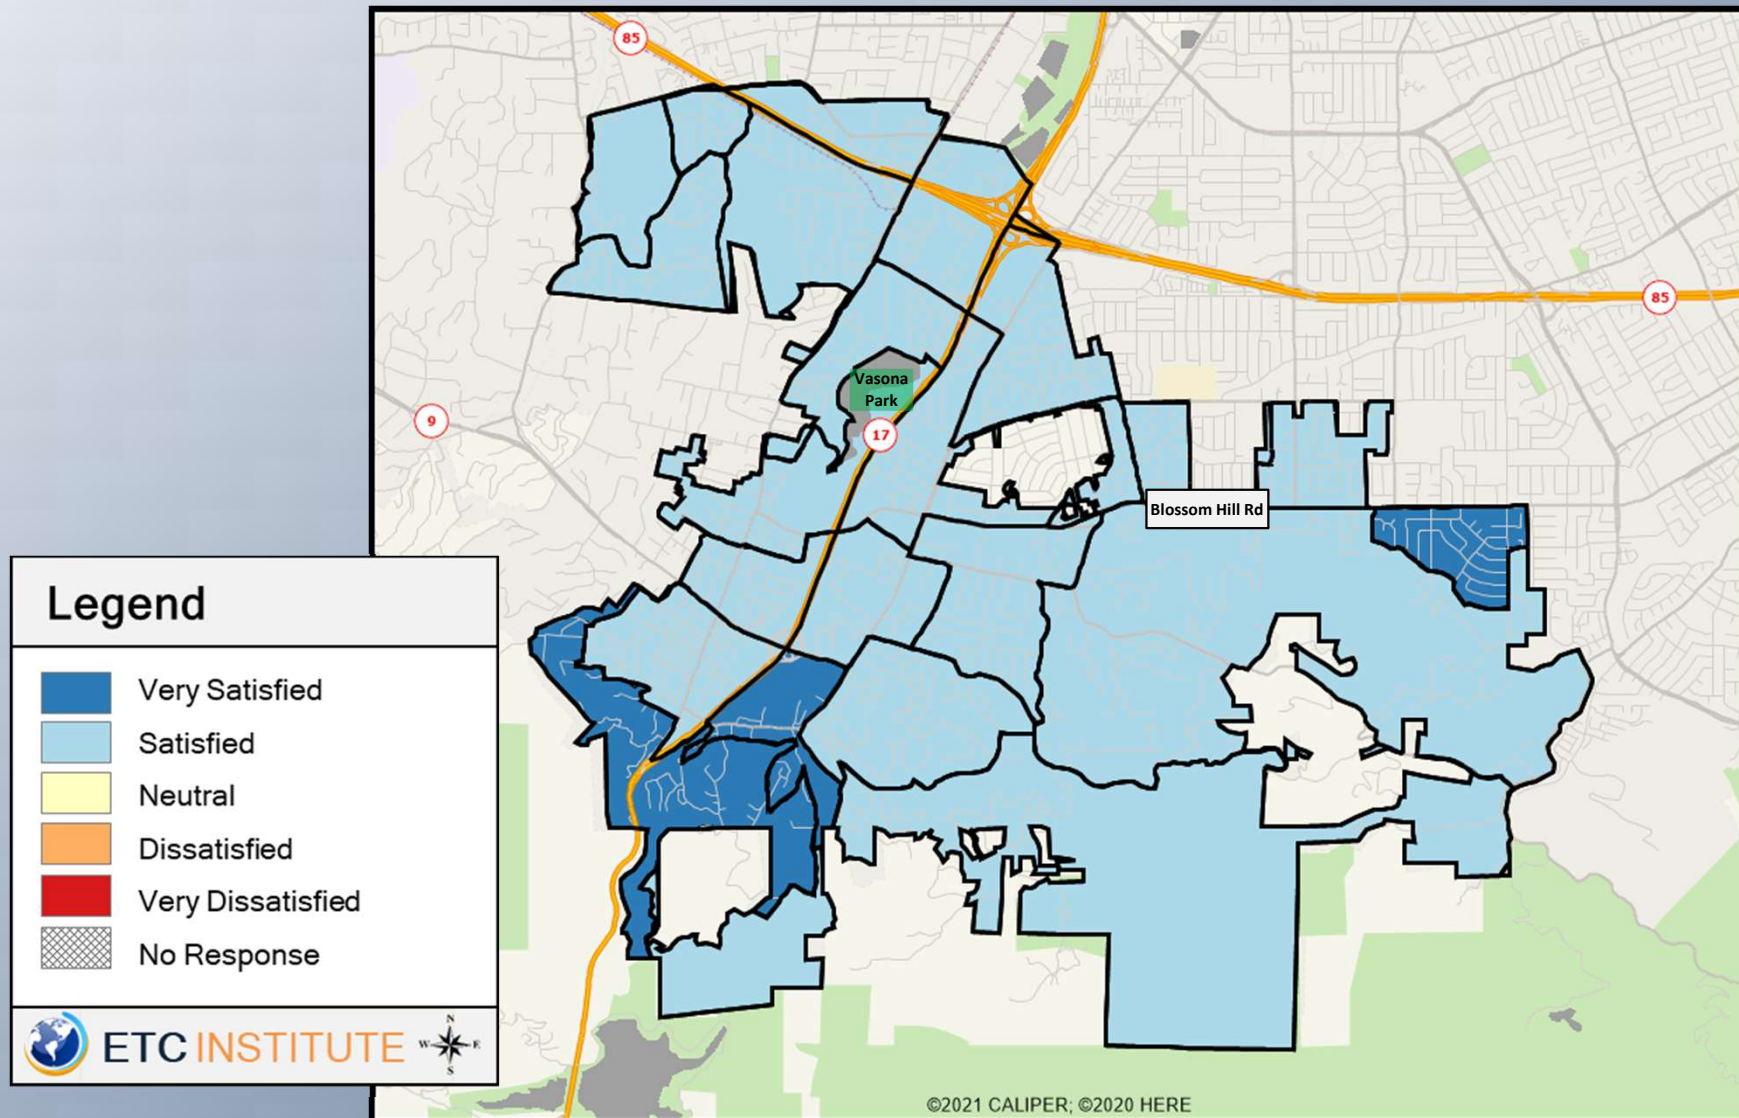 85
85
Vasona
Park
9
17
Blossom Hill Rd
Legend
Very Satisfied
Satisfied
Neutral
Dissatisfied
Very Dissatisfied
No Response
ETC INSTITUTE
N
W E
S
©2021 CALIPER; ©2020 HERE